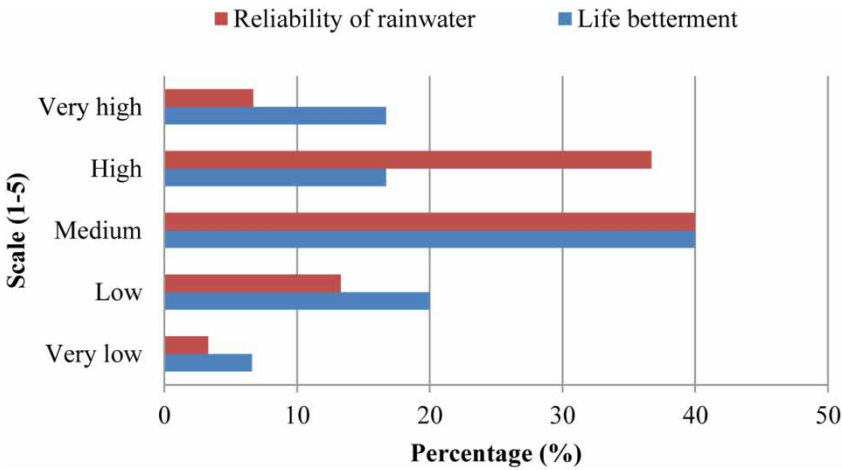 Reliability of rainwater Life betterment
Very high
High
Medium
Low
Very low
Scale (1-5)
0 10 20 30 40 50
Percentage (%)